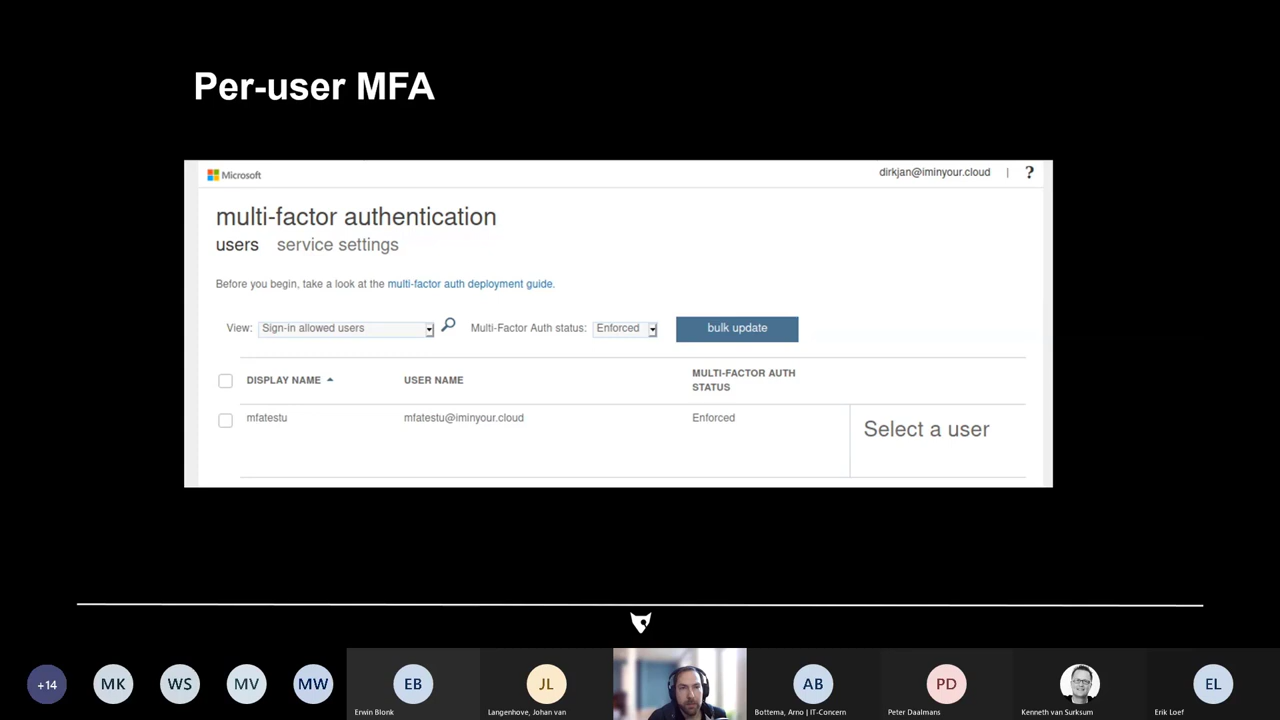 Per-user MFA
Microsoft
dirkjan@iminyour.cloud | ?
multi-factor authentication
users service settings
Before you begin, take a look at the multi-factor auth deployment guide.
View: Sign-in allowed users Multi-Factor Auth status: Enforced bulk update
DISPLAY NAME USER NAME MULTI-FACTOR AUTH STATUS
mfatestu mfatestu@iminyour.cloud Enforced
Select a user
+14 MK WS MV MW EB JL AB PD EL
Erwin Blonk Langenhove, Johan van Bottema, Arno | IT-Concern Peter Daalmans Kenneth van Surksum Erik Loef